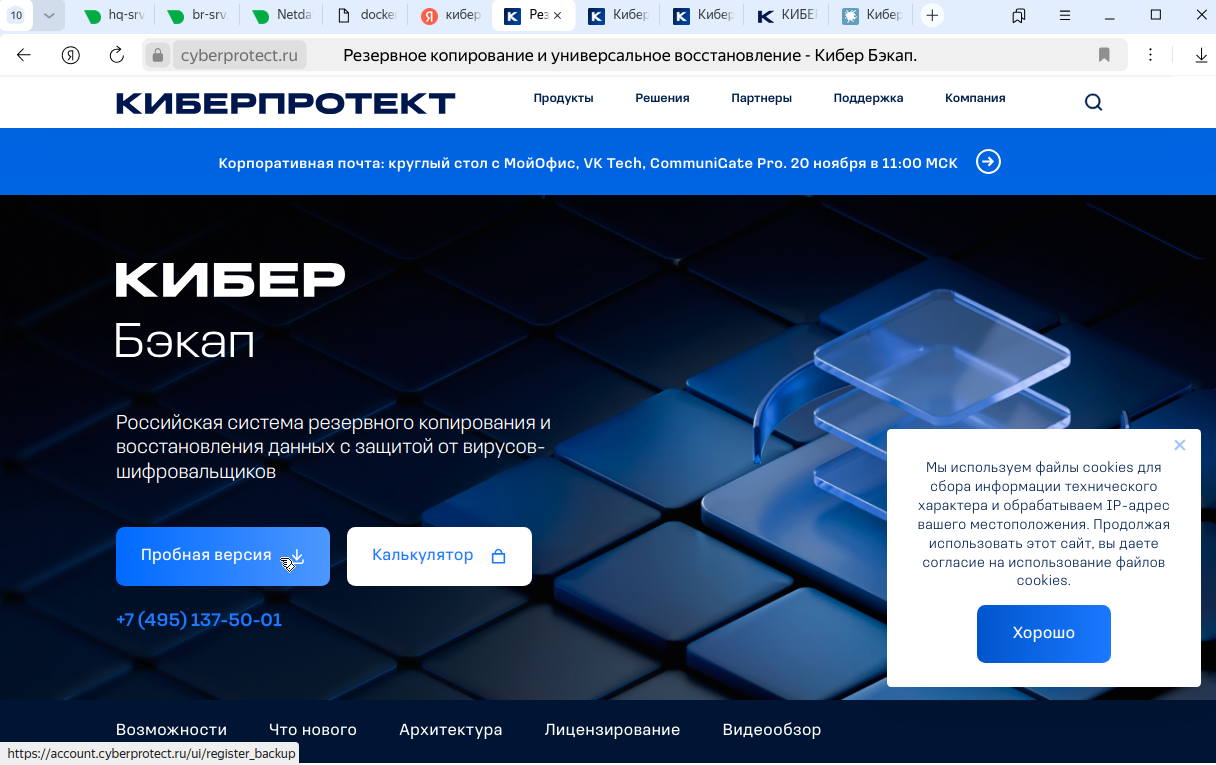 10
hq-srv
br-srv
Netda
docke
кибер
Рез
Кибер
Кибер
КИБЕР
Кибер
cyberprotect.ru
Резервное копирование и универсальное восстановление - Кибер Бэкап.
КИБЕРПРОТЕКТ
Продукты
Решения
Партнеры
Поддержка
Компания
Корпоративная почта: круглый стол с МойОфис, VK Tech, CommuniGate Pro. 20 ноября в 11:00 МСК
КИБЕР
Бэкап
Российская система резервного копирования и
восстановления данных с защитой от вирусов-
шифровальщиков
Пробная версия
Калькулятор
+7 (495) 137-50-01
Мы используем файлы cookies для
сбора информации технического
характера и обрабатываем IP-адрес
вашего местоположения. Продолжая
использовать этот сайт, вы даете
согласие на использование файлов
cookies.
Хорошо
Возможности
Что нового
Архитектура
Лицензирование
Видеообзор
https://account.cyberprotect.ru/ui/register_backup